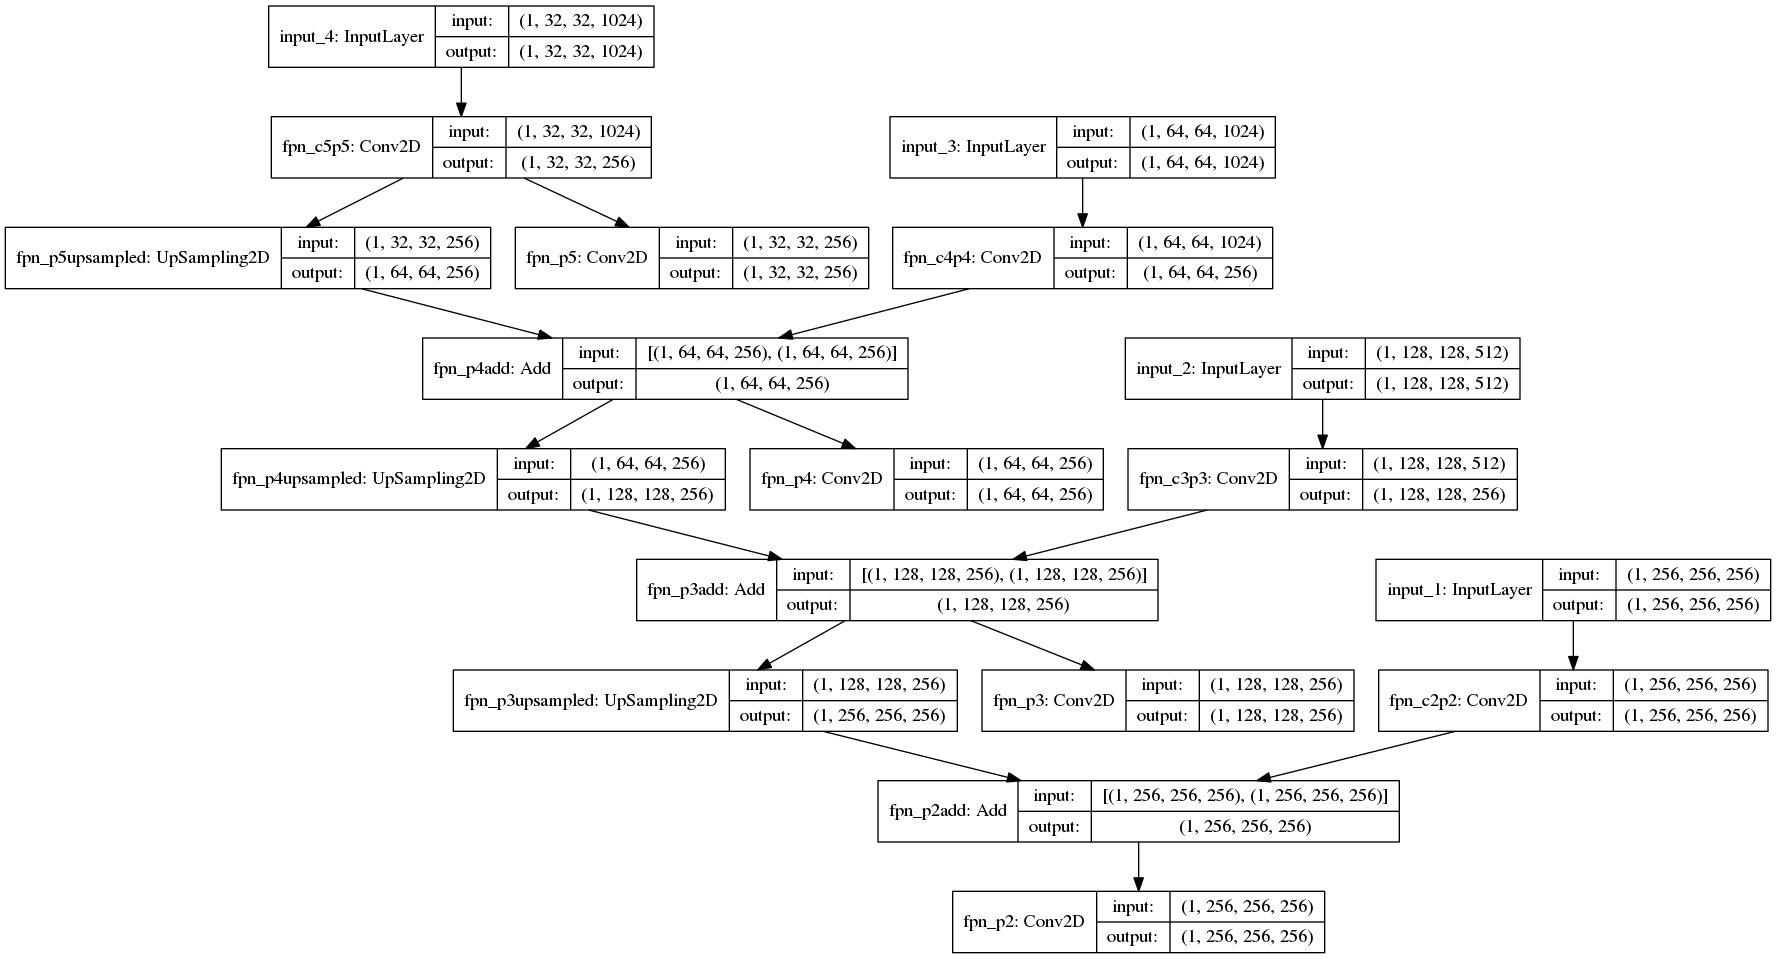 input_4: InputLayer
input: (1, 32, 32, 1024)
output: (1, 32, 32, 1024)
fpn_c5p5: Conv2D
input: (1, 32, 32, 1024)
output: (1, 32, 32, 256)
input_3: InputLayer
input: (1, 64, 64, 1024)
output: (1, 64, 64, 1024)
fpn_p5upsampled: UpSampling2D
input: (1, 32, 32, 256)
output: (1, 64, 64, 256)
fpn_p5: Conv2D
input: (1, 32, 32, 256)
output: (1, 32, 32, 256)
fpn_c4p4: Conv2D
input: (1, 64, 64, 1024)
output: (1, 64, 64, 256)
fpn_p4add: Add
input: [(1, 64, 64, 256), (1, 64, 64, 256)]
output: (1, 64, 64, 256)
input_2: InputLayer
input: (1, 128, 128, 512)
output: (1, 128, 128, 512)
fpn_p4upsampled: UpSampling2D
input: (1, 64, 64, 256)
output: (1, 128, 128, 256)
fpn_p4: Conv2D
input: (1, 64, 64, 256)
output: (1, 64, 64, 256)
fpn_c3p3: Conv2D
input: (1, 128, 128, 512)
output: (1, 128, 128, 256)
fpn_p3add: Add
input: [(1, 128, 128, 256), (1, 128, 128, 256)]
output: (1, 128, 128, 256)
input_1: InputLayer
input: (1, 256, 256, 256)
output: (1, 256, 256, 256)
fpn_p3upsampled: UpSampling2D
input: (1, 128, 128, 256)
output: (1, 256, 256, 256)
fpn_p3: Conv2D
input: (1, 128, 128, 256)
output: (1, 128, 128, 256)
fpn_c2p2: Conv2D
input: (1, 256, 256, 256)
output: (1, 256, 256, 256)
fpn_p2add: Add
input: [(1, 256, 256, 256), (1, 256, 256, 256)]
output: (1, 256, 256, 256)
fpn_p2: Conv2D
input: (1, 256, 256, 256)
output: (1, 256, 256, 256)